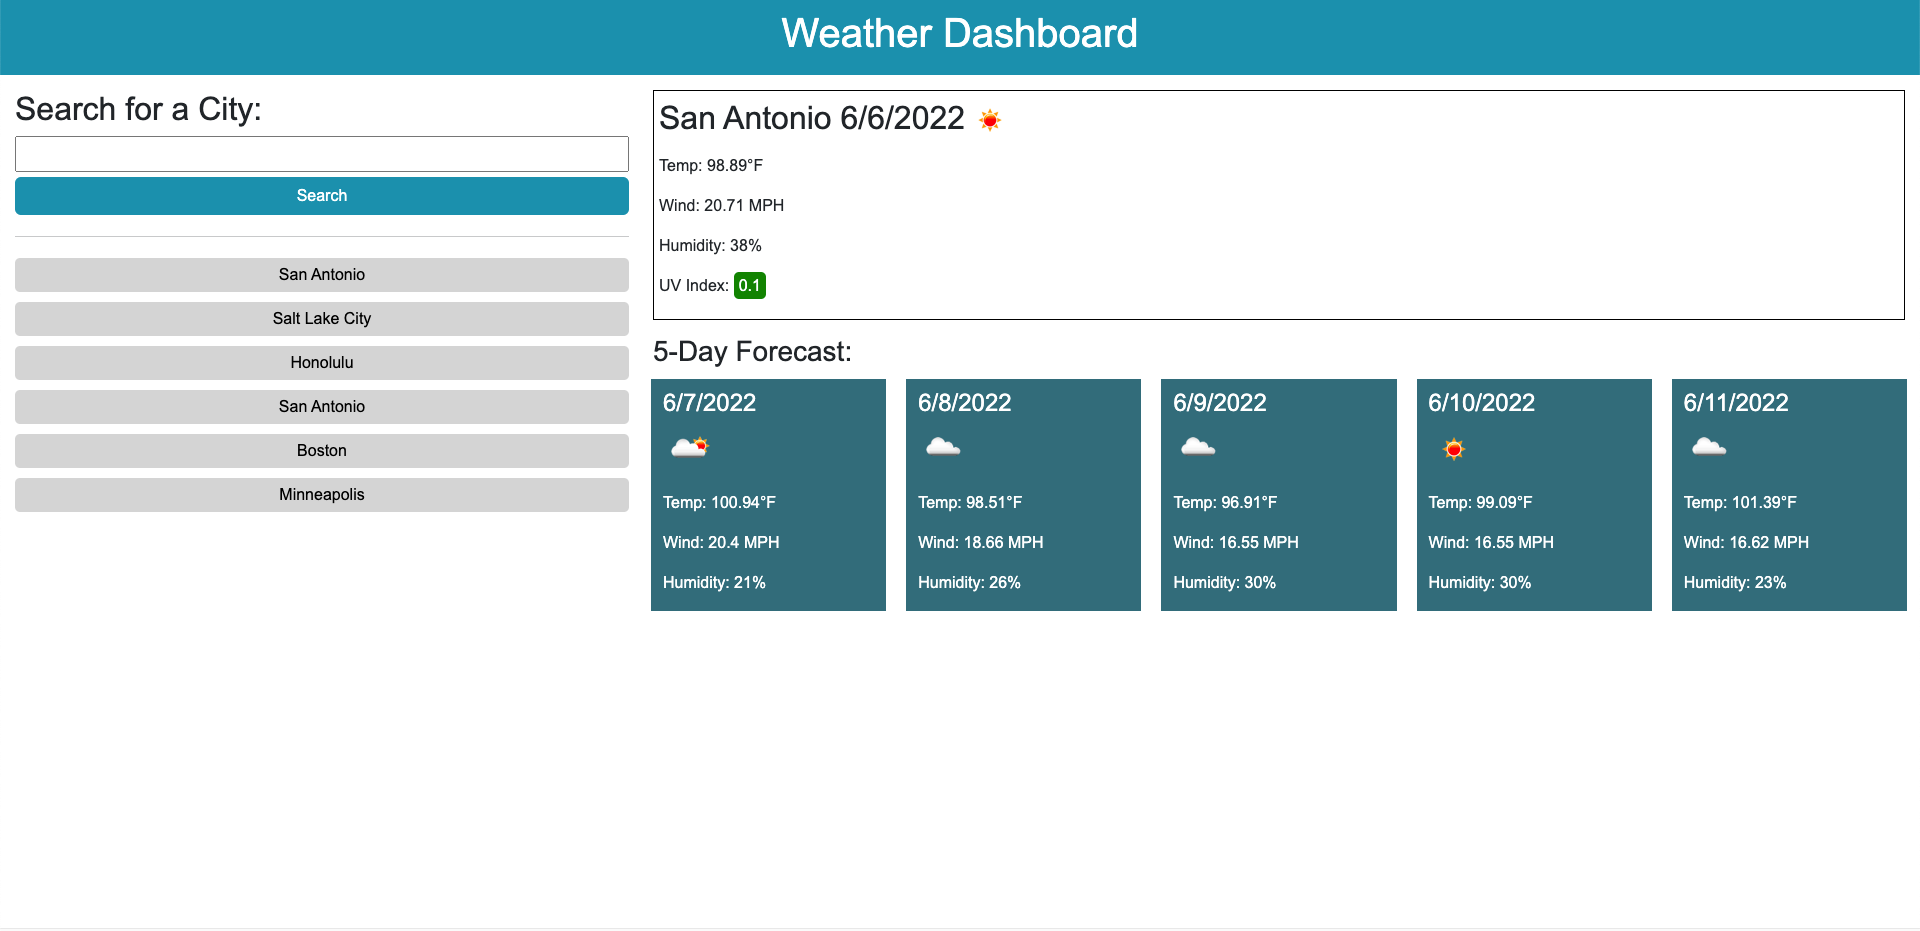 Weather Dashboard
Search for a City:
Search
San Antonio
Salt Lake City
Honolulu
San Antonio
Boston
Minneapolis
San Antonio 6/6/2022
Temp: 98.89°F
Wind: 20.71 MPH
Humidity: 38%
UV Index: 0.1
5-Day Forecast:
6/7/2022
Temp: 100.94°F
Wind: 20.4 MPH
Humidity: 21%
6/8/2022
Temp: 98.51°F
Wind: 18.66 MPH
Humidity: 26%
6/9/2022
Temp: 96.91°F
Wind: 16.55 MPH
Humidity: 30%
6/10/2022
Temp: 99.09°F
Wind: 16.55 MPH
Humidity: 30%
6/11/2022
Temp: 101.39°F
Wind: 16.62 MPH
Humidity: 23%